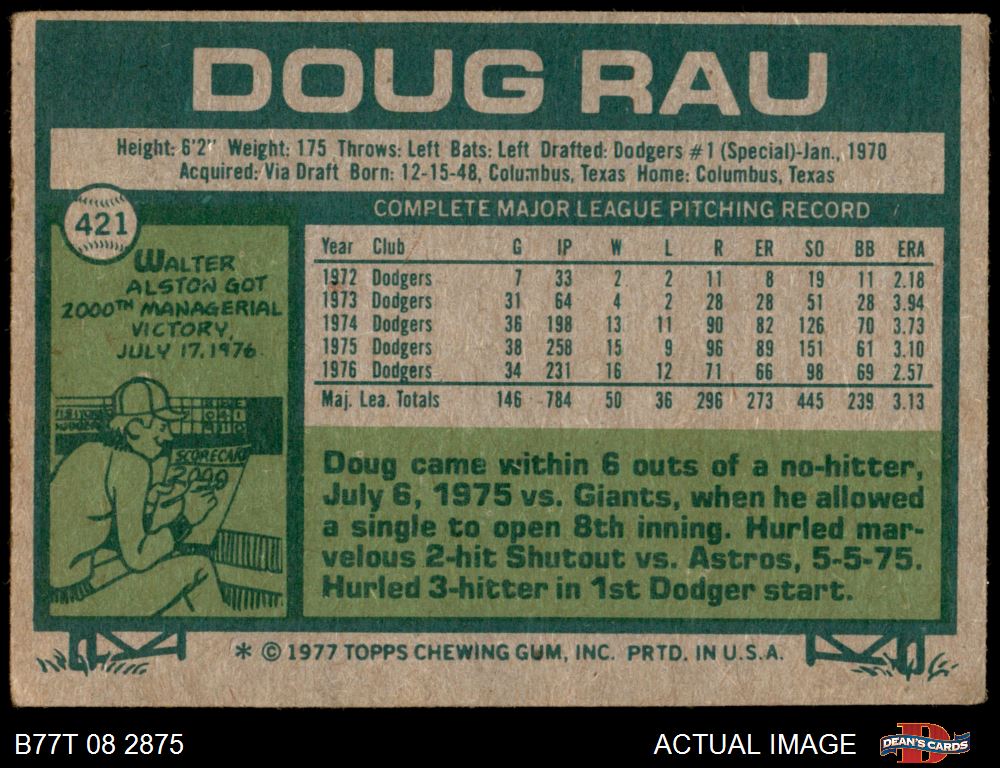 DOUG RAU
Height: 6'2" Weight: 175 Throws: Left Bats: Left Drafted: Dodgers #1 (Special)-Jan., 1970
Acquired: Via Draft Born: 12-15-48, Columbus, Texas Home: Columbus, Texas
421
COMPLETE MAJOR LEAGUE PITCHING RECORD
Year Club G IP W L R ER SO BB ERA
1972 Dodgers 7 33 2 2 11 8 19 11 2.18
1973 Dodgers 31 64 4 2 28 28 51 28 3.94
1974 Dodgers 36 198 13 11 90 82 126 70 3.73
1975 Dodgers 38 258 15 9 96 89 151 61 3.10
1976 Dodgers 34 231 16 12 71 66 98 69 2.57
Maj. Lea. Totals 146 784 50 36 296 273 445 239 3.13
WALTER
ALSTON GOT
2000TH MANAGERIAL
VICTORY,
JULY 17, 1976
SCORECARD
2000
Doug came within 6 outs of a no-hitter,
July 6, 1975 vs. Giants, when he allowed
a single to open 8th inning. Hurled mar-
velous 2-hit Shutout vs. Astros, 5-5-75.
Hurled 3-hitter in 1st Dodger start.
* © 1977 TOPPS CHEWING GUM, INC. PRTD. IN U.S.A.
B77T 08 2875
ACTUAL IMAGE
DEAN'S CARDS